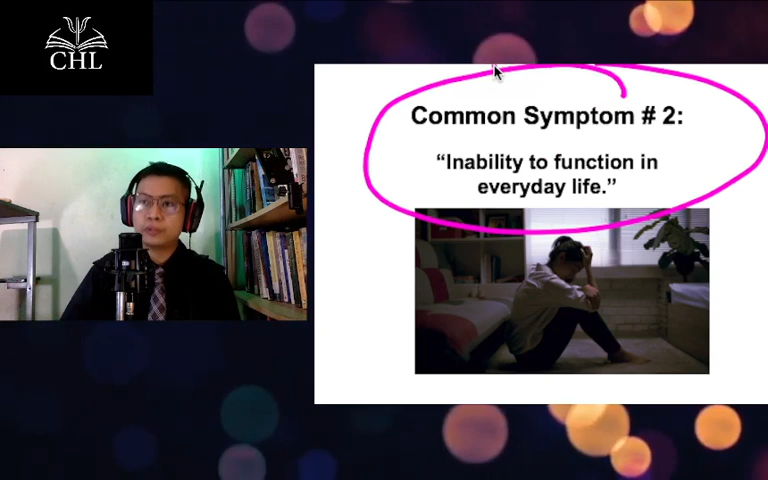 CHL
Common Symptom # 2:
“Inability to function in
everyday life.”